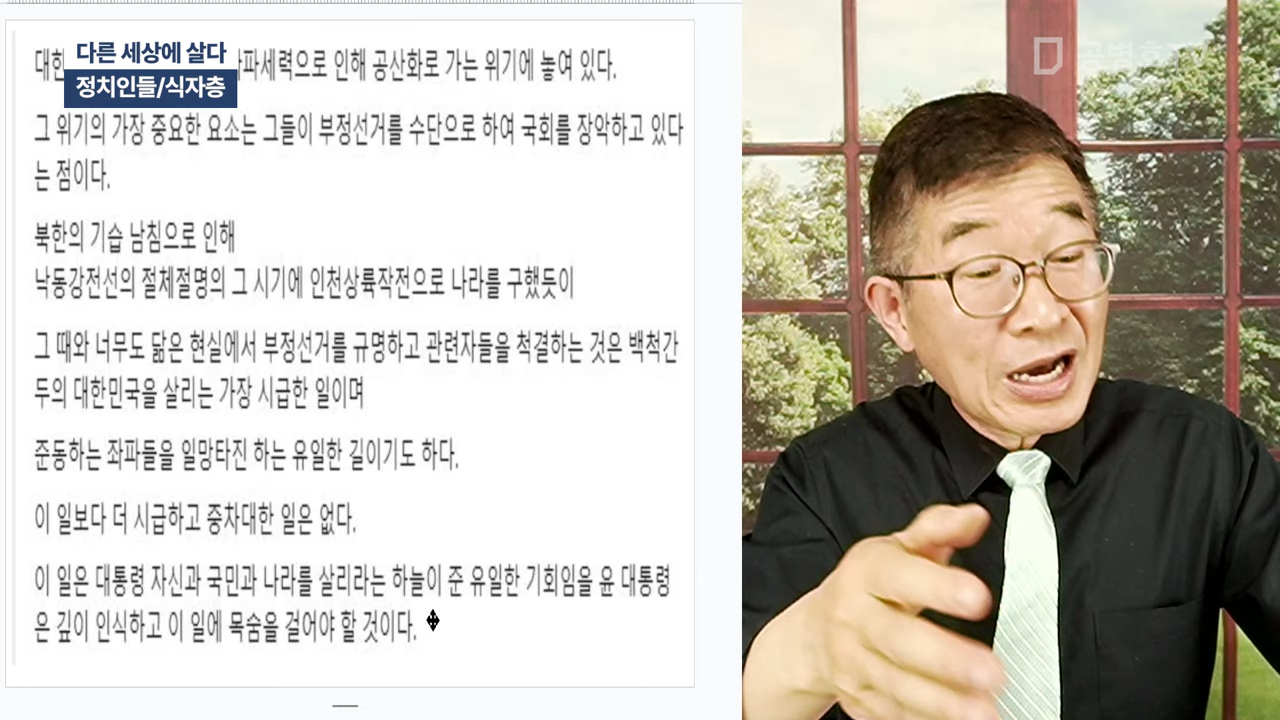 다른 세상에 살다
정치인들/식자층
대한
파세력으로 인해 공산화로 가는 위기에 놓여 있다.
그 위기의 가장 중요한 요소는 그들이 부정선거를 수단으로 하여 국회를 장악하고 있다
는 점이다.
북한의 기습 남침으로 인해
낙동강전선의 절체절명의 그 시기에 인천상륙작전으로 나라를 구했듯이
그 때와 너무도 닮은 현실에서 부정선거를 규명하고 관련자들을 척결하는 것은 백척간
두의 대한민국을 살리는 가장 시급한 일이며
준동하는 좌파들을 일망타진 하는 유일한 길이기도 하다.
이 일보다 더 시급하고 중차대한 일은 없다.
이 일은 대통령 자신과 국민과 나라를 살리라는 하늘이 준 유일한 기회임을 윤 대통령
은 깊이 인식하고 이 일에 목숨을 걸어야 할 것이다.